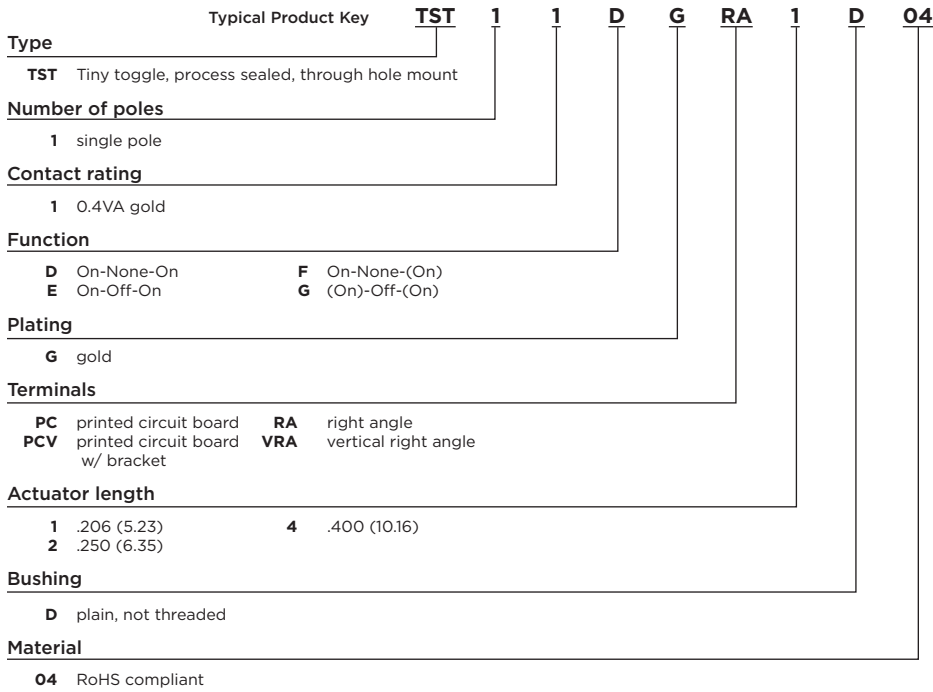 Typical Product Key TST 1 1 D G RA 1 D 04
Type
TST Tiny toggle, process sealed, through hole mount
Number of poles
1 single pole
Contact rating
1 0.4VA gold
Function
D On-None-On F On-None-(On)
E On-Off-On G (On)-Off-(On)
Plating
G gold
Terminals
PC printed circuit board RA right angle
PCV printed circuit board VRA vertical right angle
w/ bracket
Actuator length
1 .206 (5.23) 4 .400 (10.16)
2 .250 (6.35)
Bushing
D plain, not threaded
Material
04 RoHS compliant